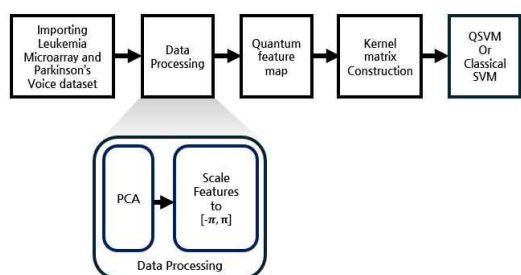 Importing
Leukemia
Microarray and
Parkinson's
Voice dataset
Data
Processing
Quantum
feature
map
Kernel
matrix
Construction
QSVM
Or
Classical
SVM
PCA
Scale
Features
to
[-π, π]
Data Processing